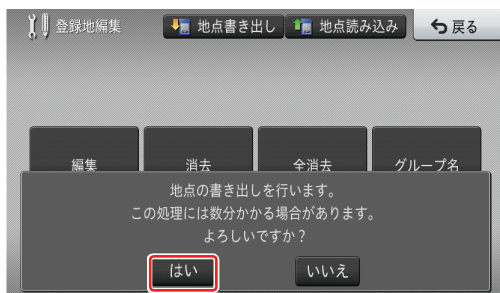 登録地編集 地点書き出し 地点読み込み 戻る
編集 消去 全消去 グループ名
地点の書き出しを行います。
この処理には数分かかる場合があります。
よろしいですか？
はい いいえ